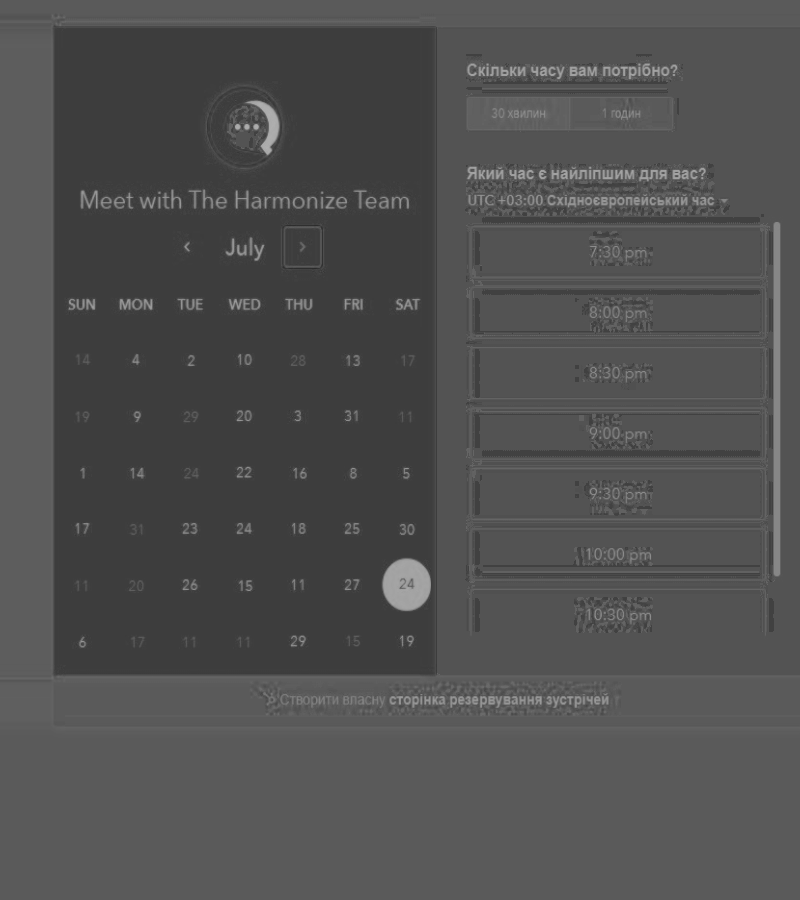 Meet with The Harmonize Team
July
SUN MON TUE WED THU FRI SAT
14 4 2 10 28 13 17
19 9 29 20 3 31 11
1 14 24 22 16 8 5
17 31 23 24 18 25 30
11 20 26 15 11 27 24
6 17 11 11 29 15 19
Скільки часу вам потрібно?
30 хвилин 1 годин
Який час є найліпшим для вас?
UTC +03:00 Східноєвропейський час
7:30 pm
8:00 pm
8:30 pm
9:00 pm
9:30 pm
10:00 pm
10:30 pm
Створити власну сторінка резервування зустрічей